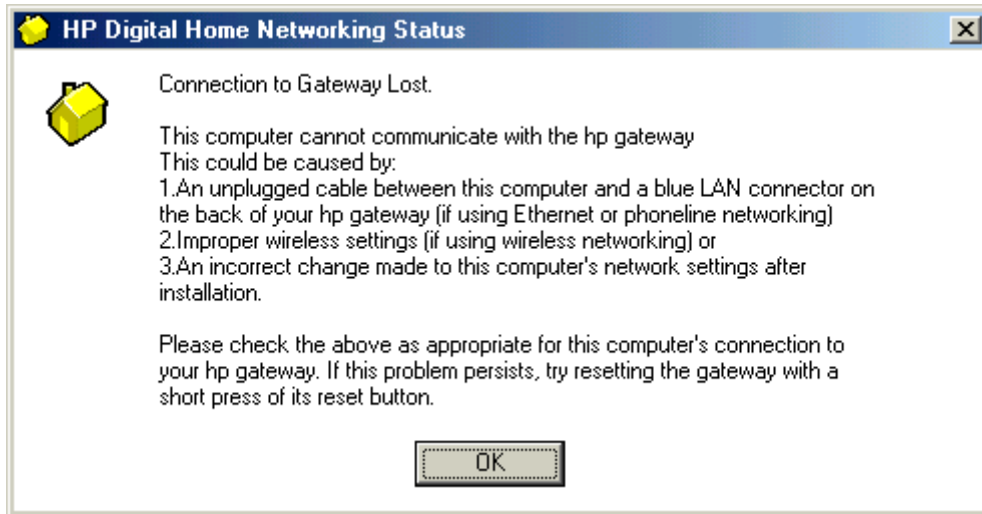 HP Digital Home Networking Status
Connection to Gateway Lost.
This computer cannot communicate with the hp gateway
This could be caused by:
1.An unplugged cable between this computer and a blue LAN connector on
the back of your hp gateway (if using Ethernet or phoneline networking)
2.Improper wireless settings (if using wireless networking) or
3.An incorrect change made to this computer's network settings after
installation.
Please check the above as appropriate for this computer's connection to
your hp gateway. If this problem persists, try resetting the gateway with a
short press of its reset button.
OK